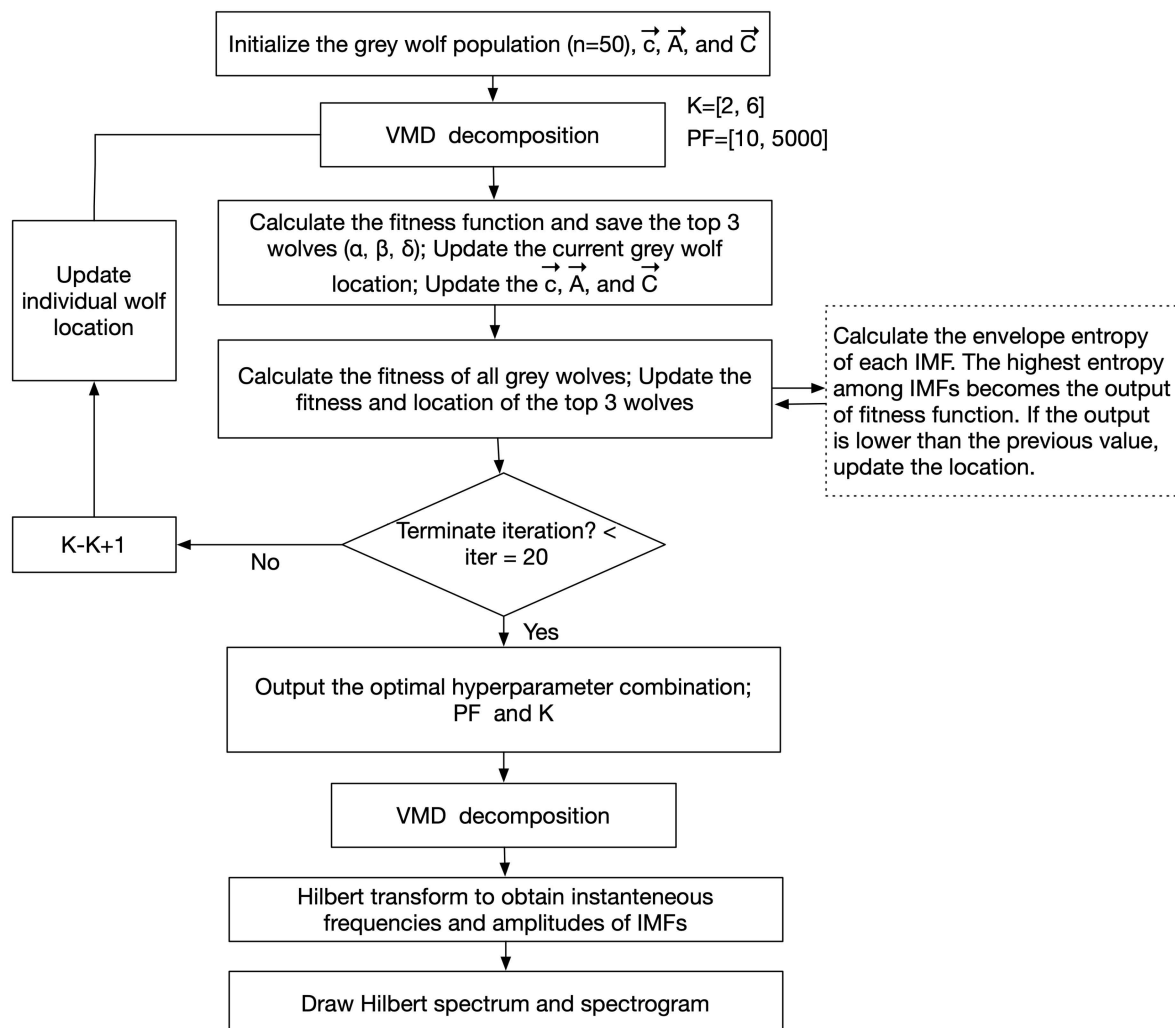 Initialize the grey wolf population (n=50), c⃗, A⃗, and C⃗
VMD decomposition
K=[2, 6]
PF=[10, 5000]
Calculate the fitness function and save the top 3
wolves (α, β, δ); Update the current grey wolf
location; Update the c⃗, A⃗, and C⃗
Update
individual wolf
location
Calculate the fitness of all grey wolves; Update the
fitness and location of the top 3 wolves
Calculate the envelope entropy
of each IMF. The highest entropy
among IMFs becomes the output
of fitness function. If the output
is lower than the previous value,
update the location.
Terminate iteration? <
iter = 20
K-K+1
No
Yes
Output the optimal hyperparameter combination;
PF and K
VMD decomposition
Hilbert transform to obtain instanteneous
frequencies and amplitudes of IMFs
Draw Hilbert spectrum and spectrogram